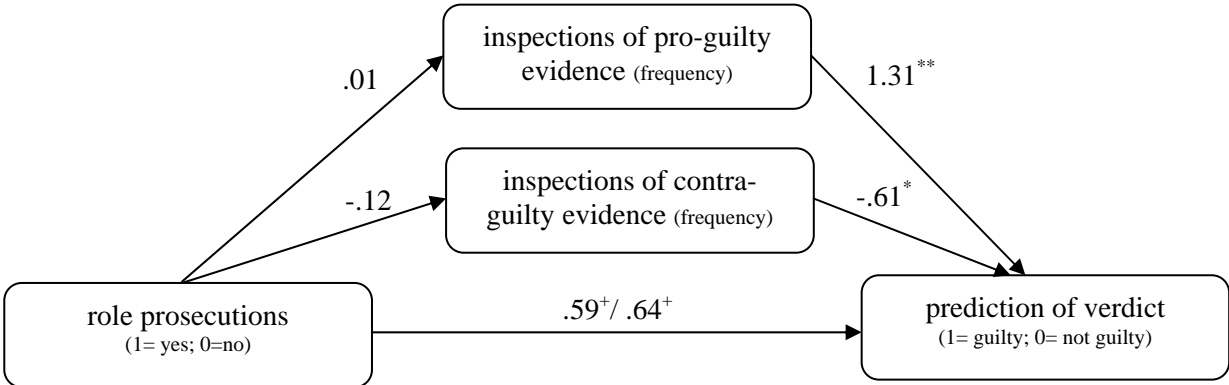 inspections of pro-guilty
evidence (frequency)
.01
1.31**
inspections of contra-
guilty evidence (frequency)
-.12
-.61*
role prosecutions
(1= yes; 0=no)
.59+/ .64+
prediction of verdict
(1= guilty; 0= not guilty)